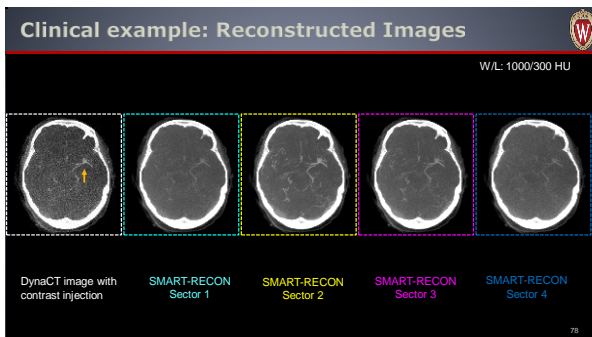 Clinical example: Reconstructed Images
W
W/L: 1000/300 HU
DynaCT image with
contrast injection
SMART-RECON
Sector 1
SMART-RECON
Sector 2
SMART-RECON
Sector 3
SMART-RECON
Sector 4
78